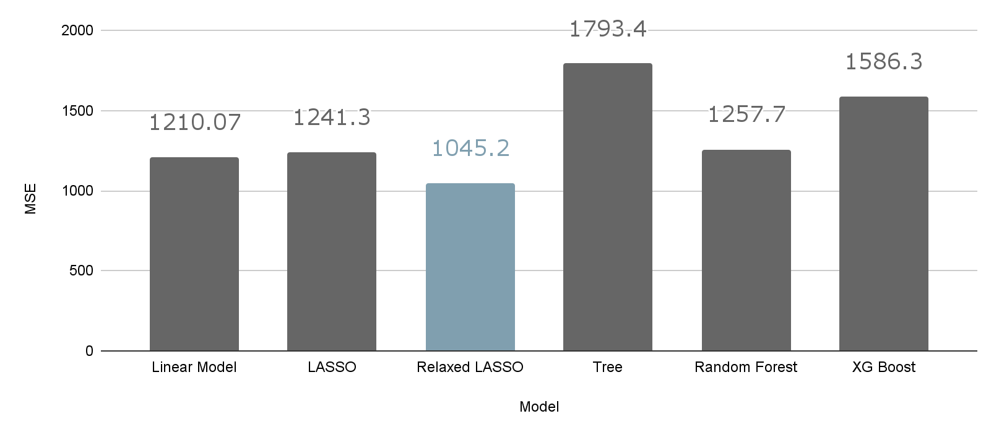 2000
1500
1000
500
0
MSE
1210.07
1241.3
1045.2
1793.4
1257.7
1586.3
Linear Model
LASSO
Relaxed LASSO
Tree
Random Forest
XG Boost
Model